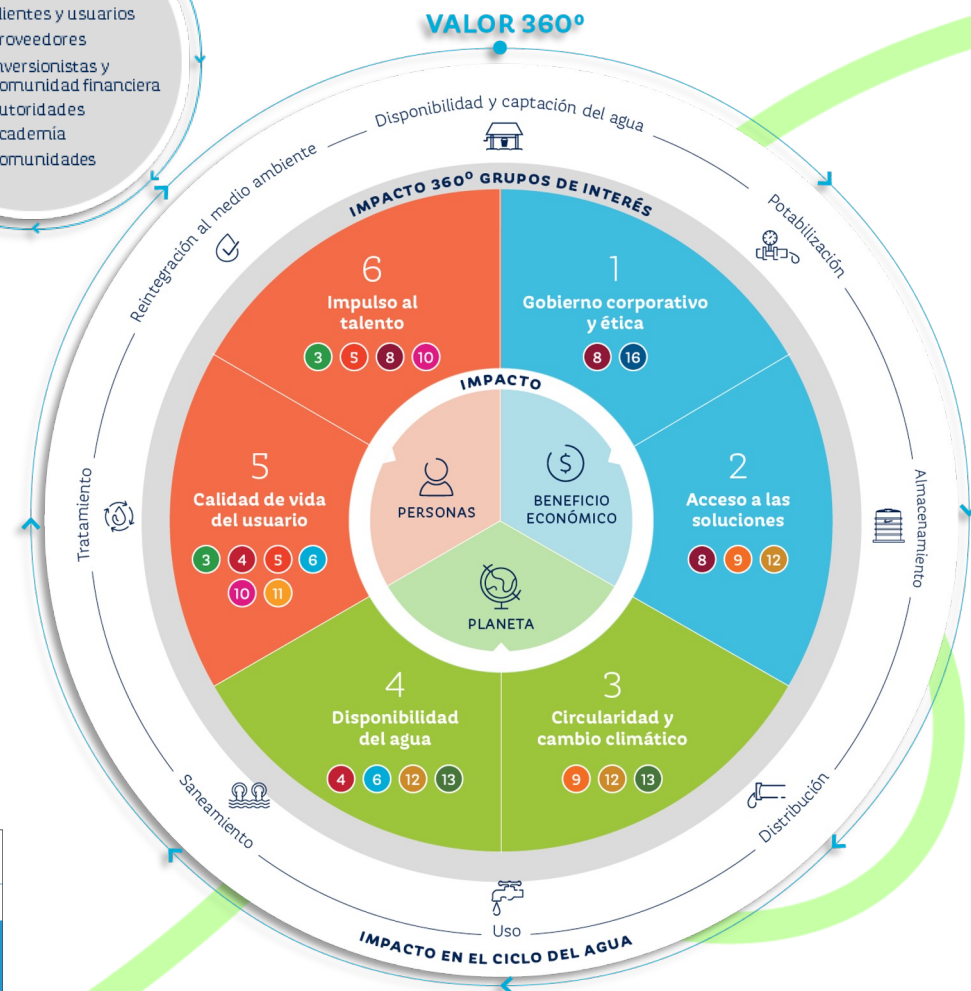 lientes y usuarios
roveedores
nversionistas y
omunidad financiera
utoridades
cademía
omunidades
VALOR 360º
Disponibilidad y captación del agua
Potabilización
Almacenamiento
Distribución
Uso
Saneamiento
Tratamiento
Reintegración al medio ambiente
IMPACTO 360º GRUPOS DE INTERÉS
1
Gobierno corporativo
y ética
8 16
2
Acceso a las
soluciones
8 9 12
3
Circularidad y
cambio climático
9 12 13
4
Disponibilidad
del agua
4 6 12 13
5
Calidad de vida
del usuario
3 4 5 6
10 11
6
Impulso al
talento
3 5 8 10
IMPACTO
PERSONAS
$
BENEFICIO
ECONÓMICO
PLANETA
IMPACTO EN EL CICLO DEL AGUA